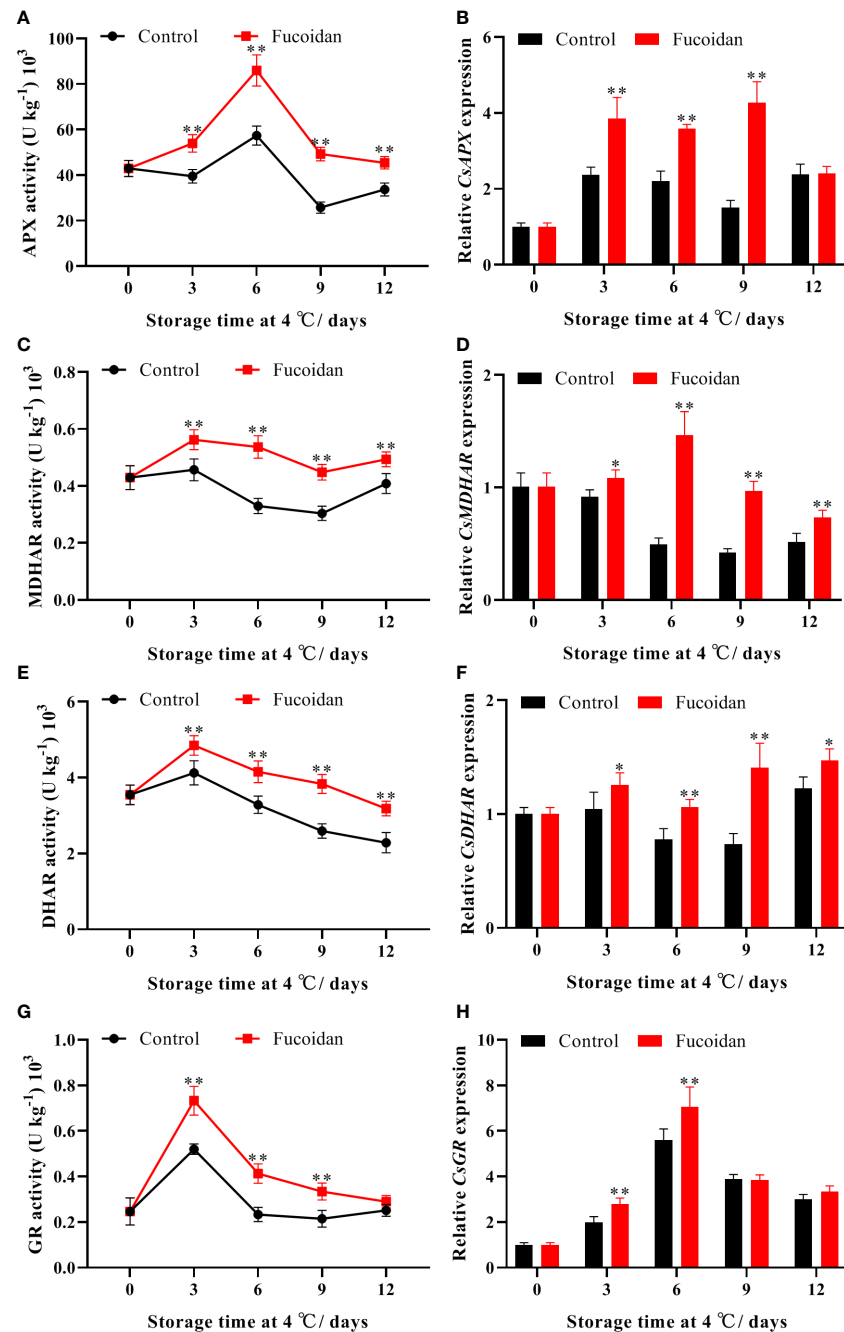 A
Control Fucoidan
APX activity (U kg⁻¹) 10³
100
80
60
40
20
0
** ** ** **
0 3 6 9 12
Storage time at 4 ℃/ days
B
Control Fucoidan
Relative CsAPX expression
6
4
2
0
** ** **
0 3 6 9 12
Storage time at 4 ℃/ days
C
Control Fucoidan
MDHAR activity (U kg⁻¹) 10³
0.8
0.6
0.4
0.2
0.0
** ** ** **
0 3 6 9 12
Storage time at 4 ℃/ days
D
Control Fucoidan
Relative CsMDHAR expression
2
1
0
* ** ** **
0 3 6 9 12
Storage time at 4 ℃/ days
E
Control Fucoidan
DHAR activity (U kg⁻¹) 10³
6
4
2
0
** ** ** **
0 3 6 9 12
Storage time at 4 ℃/ days
F
Control Fucoidan
Relative CsDHAR expression
2
1
0
* ** ** *
0 3 6 9 12
Storage time at 4 ℃/ days
G
Control Fucoidan
GR activity (U kg⁻¹) 10³
1.0
0.8
0.6
0.4
0.2
0.0
** ** **
0 3 6 9 12
Storage time at 4 ℃/ days
H
Control Fucoidan
Relative CsGR expression
10
8
6
4
2
0
** **
0 3 6 9 12
Storage time at 4 ℃/ days